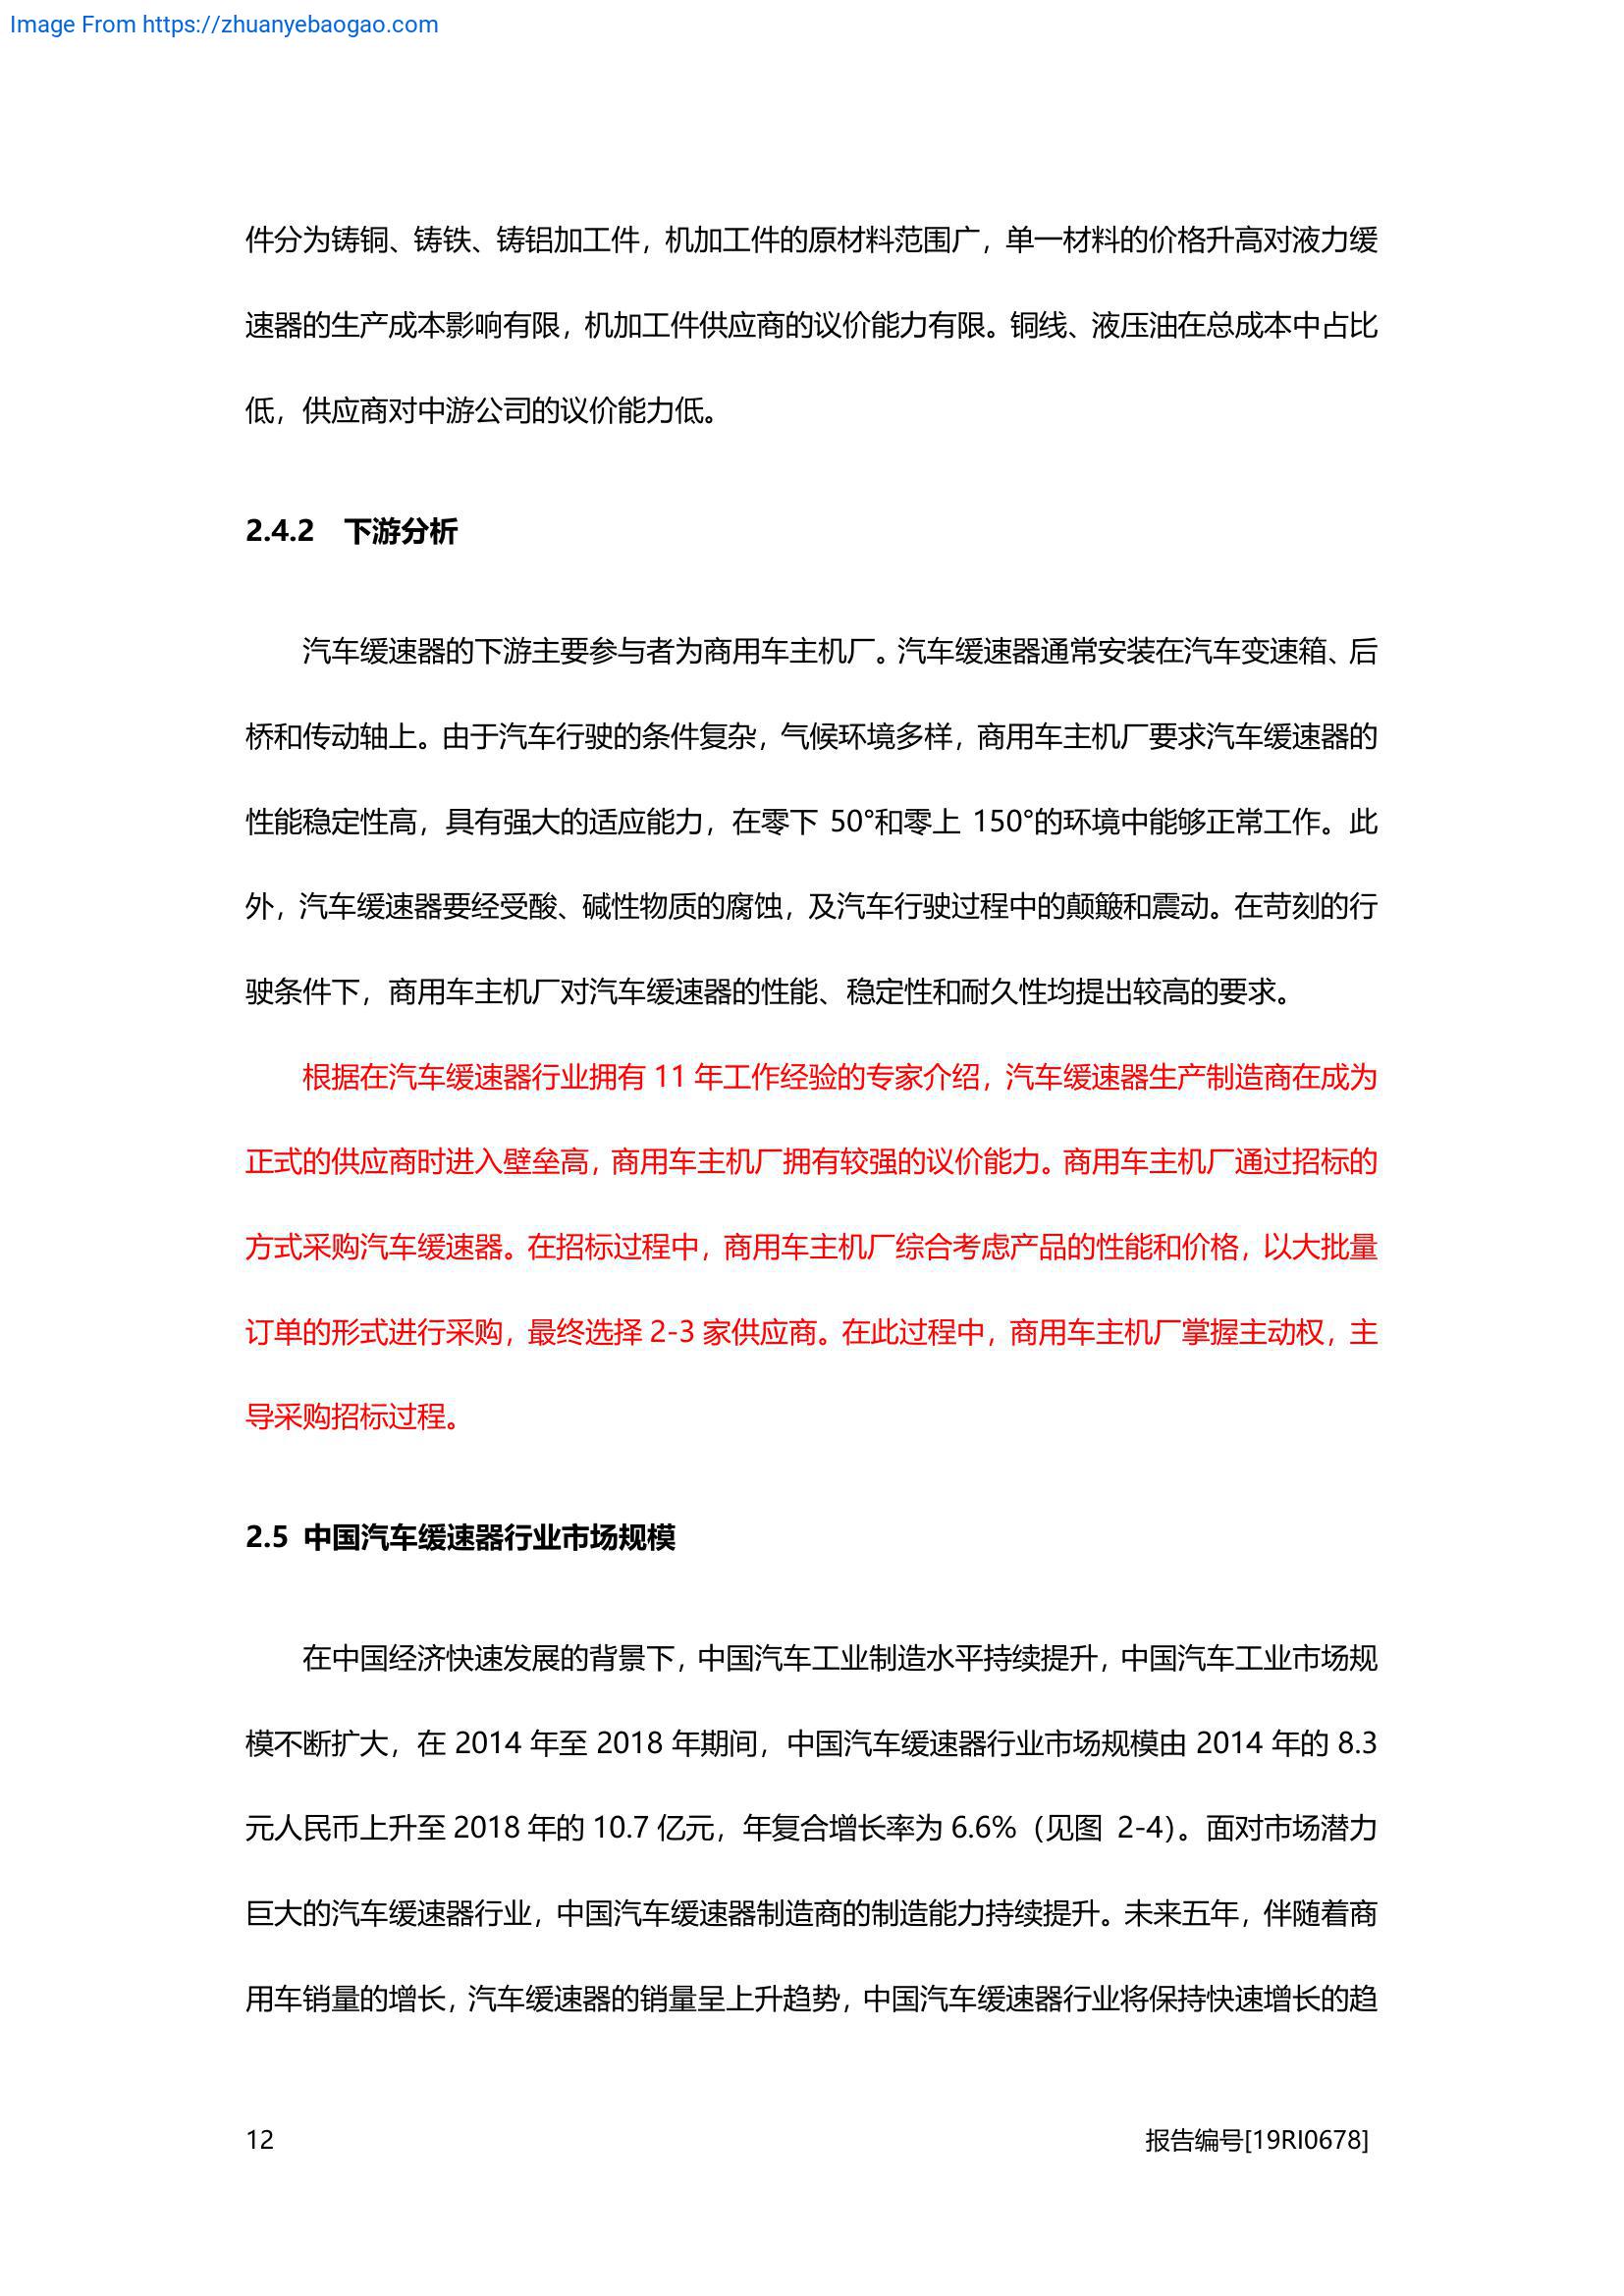 Image From https://zhuanyebaogao.com
件分为铸铜、铸铁、铸铝加工件，机加工件的原材料范围广，单一材料的价格升高对液力缓
速器的生产成本影响有限，机加工件供应商的议价能力有限。铜线、液压油在总成本中占比
低，供应商对中游公司的议价能力低。
2.4.2 下游分析
汽车缓速器的下游主要参与者为商用车主机厂。汽车缓速器通常安装在汽车变速箱、后
桥和传动轴上。由于汽车行驶的条件复杂，气候环境多样，商用车主机厂要求汽车缓速器的
性能稳定性高，具有强大的适应能力，在零下 50°和零上 150°的环境中能够正常工作。此
外，汽车缓速器要经受酸、碱性物质的腐蚀，及汽车行驶过程中的颠簸和震动。在苛刻的行
驶条件下，商用车主机厂对汽车缓速器的性能、稳定性和耐久性均提出较高的要求。
根据在汽车缓速器行业拥有 11 年工作经验的专家介绍，汽车缓速器生产制造商在成为
正式的供应商时进入壁垒高，商用车主机厂拥有较强的议价能力。商用车主机厂通过招标的
方式采购汽车缓速器。在招标过程中，商用车主机厂综合考虑产品的性能和价格，以大批量
订单的形式进行采购，最终选择 2-3 家供应商。在此过程中，商用车主机厂掌握主动权，主
导采购招标过程。
2.5 中国汽车缓速器行业市场规模
在中国经济快速发展的背景下，中国汽车工业制造水平持续提升，中国汽车工业市场规
模不断扩大，在 2014 年至 2018 年期间，中国汽车缓速器行业市场规模由 2014 年的 8.3
元人民币上升至 2018 年的 10.7 亿元，年复合增长率为 6.6%（见图 2-4）。面对市场潜力
巨大的汽车缓速器行业，中国汽车缓速器制造商的制造能力持续提升。未来五年，伴随着商
用车销量的增长，汽车缓速器的销量呈上升趋势，中国汽车缓速器行业将保持快速增长的趋
12
报告编号[19RI0678]